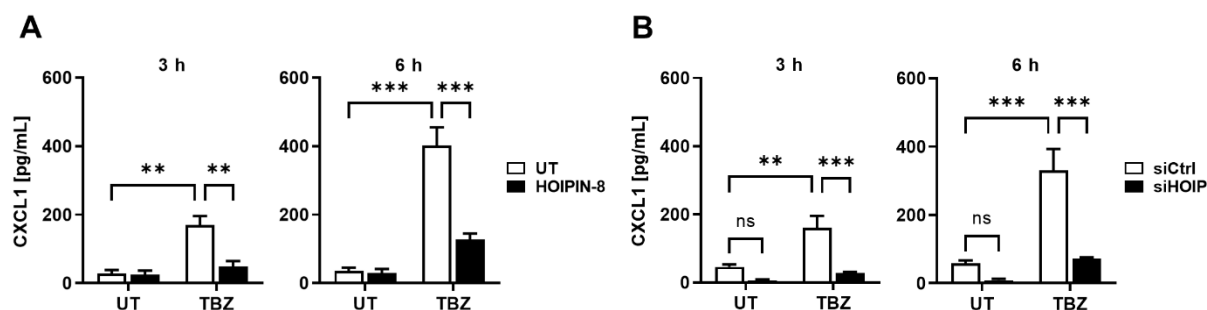 A
3 h
CXCL1 [pg/mL]
600
400
200
0
** **
UT TBZ
6 h
600
400
200
0
*** ***
UT TBZ
UT
HOIPIN-8
B
3 h
CXCL1 [pg/mL]
600
400
200
0
** ***
ns
UT TBZ
6 h
600
400
200
0
*** ***
ns
UT TBZ
siCtrl
siHOIP